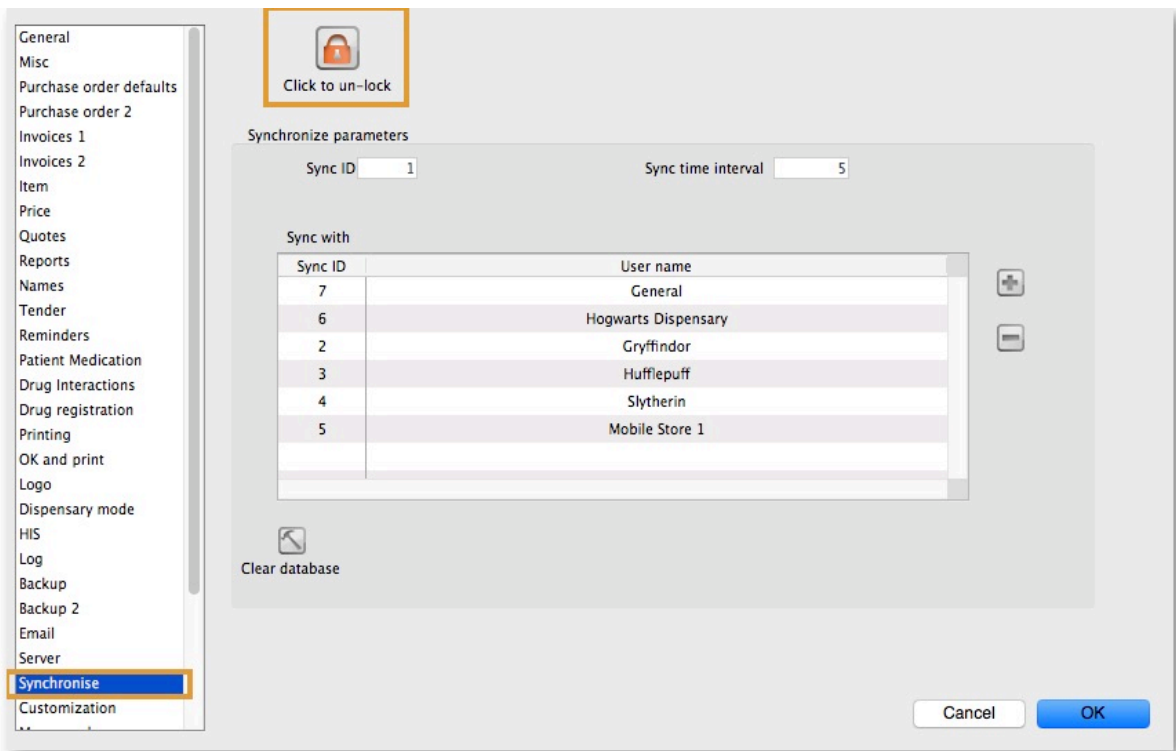 General
Misc
Purchase order defaults
Purchase order 2
Invoices 1
Invoices 2
Item
Price
Quotes
Reports
Names
Tender
Reminders
Patient Medication
Drug Interactions
Drug registration
Printing
OK and print
Logo
Dispensary mode
HIS
Log
Backup
Backup 2
Email
Server
Synchronise
Customization
Click to un-lock
Synchronize parameters
Sync ID 1 Sync time interval 5
Sync with
Sync ID User name
7 General
6 Hogwarts Dispensary
2 Gryffindor
3 Hufflepuff
4 Slytherin
5 Mobile Store 1
Clear database
Cancel OK